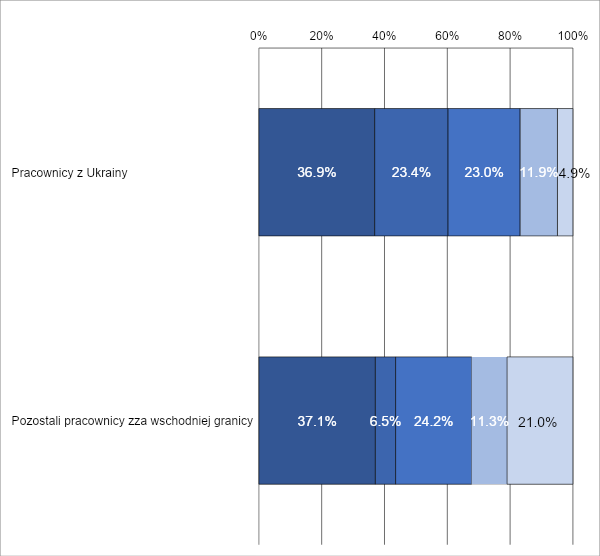 0% 20% 40% 60% 80% 100%
Pracownicy z Ukrainy 36.9% 23.4% 23.0% 11.9% 4.9%
Pozostali pracownicy zza wschodniej granicy 37.1% 6.5% 24.2% 11.3% 21.0%